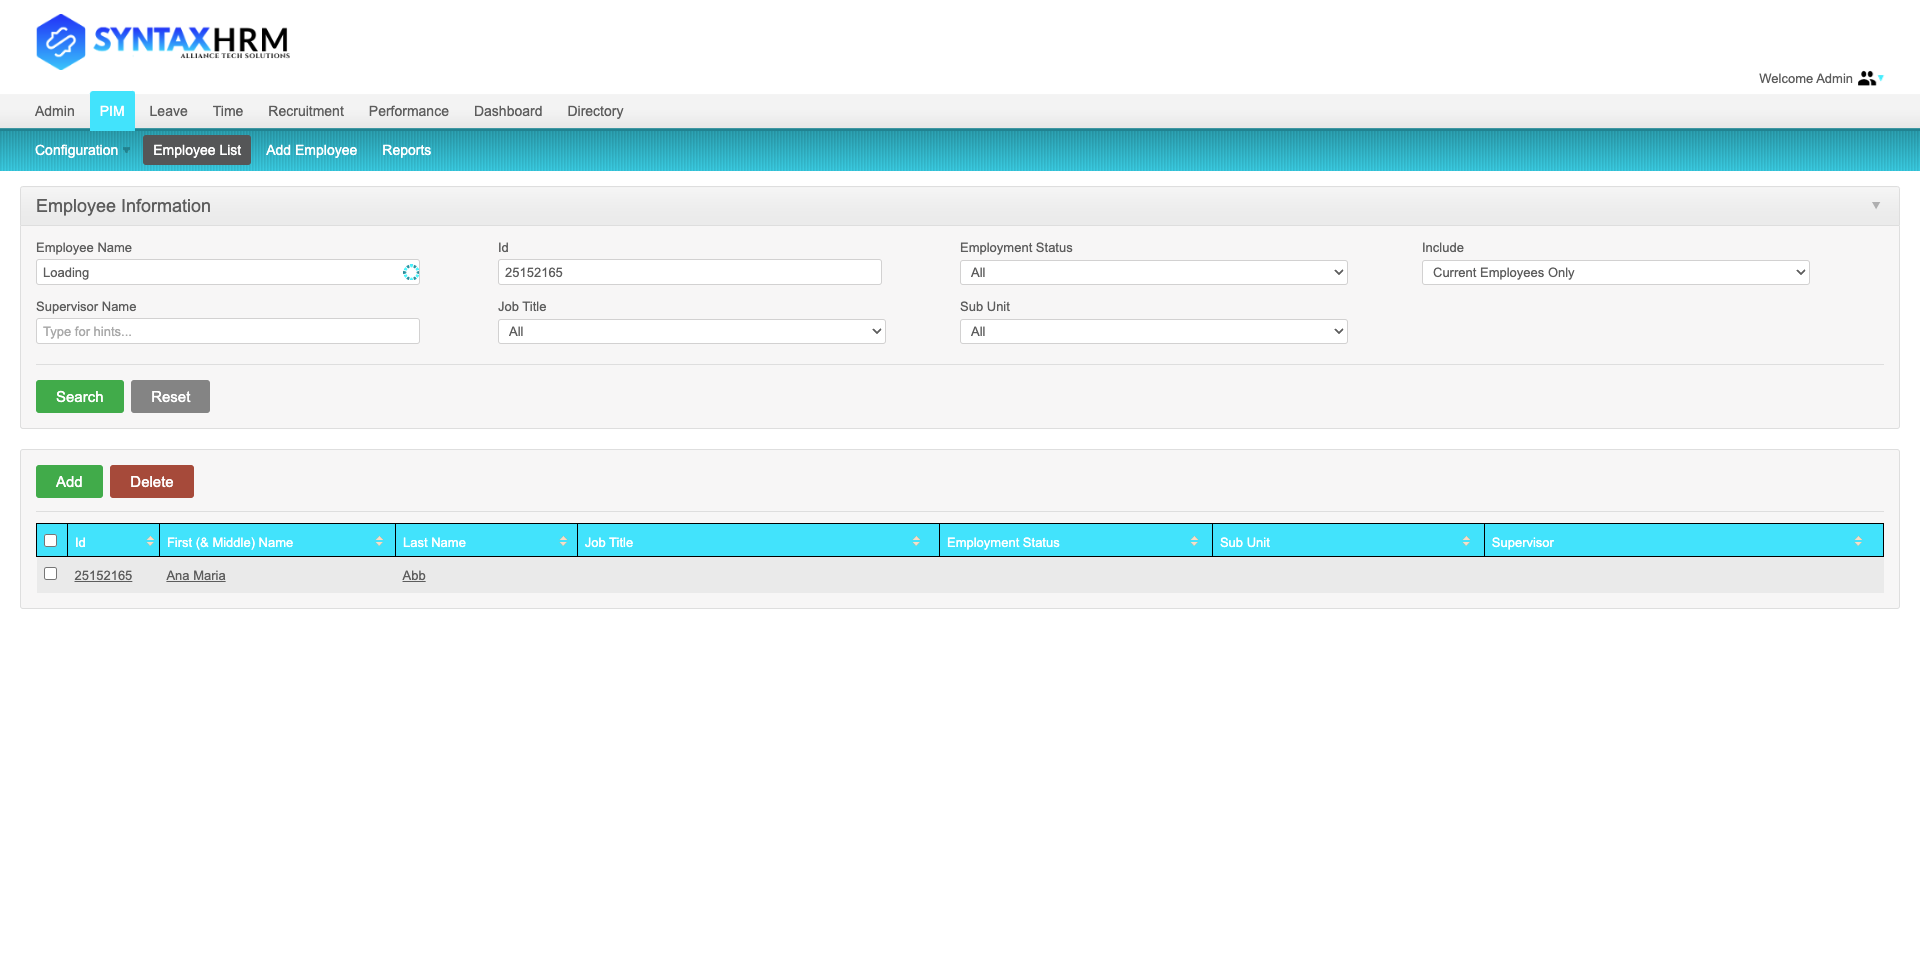 SYNTAXHRM
ALLIANCE TECH SOLUTIONS
Welcome Admin
Admin PIM Leave Time Recruitment Performance Dashboard Directory
Configuration Employee List Add Employee Reports
Employee Information
Employee Name Id Employment Status Include
Loading 25152165 All Current Employees Only
Supervisor Name Job Title Sub Unit
Type for hints... All All
Search Reset
Add Delete
Id First (& Middle) Name Last Name Job Title Employment Status Sub Unit Supervisor
25152165 Ana Maria Abb